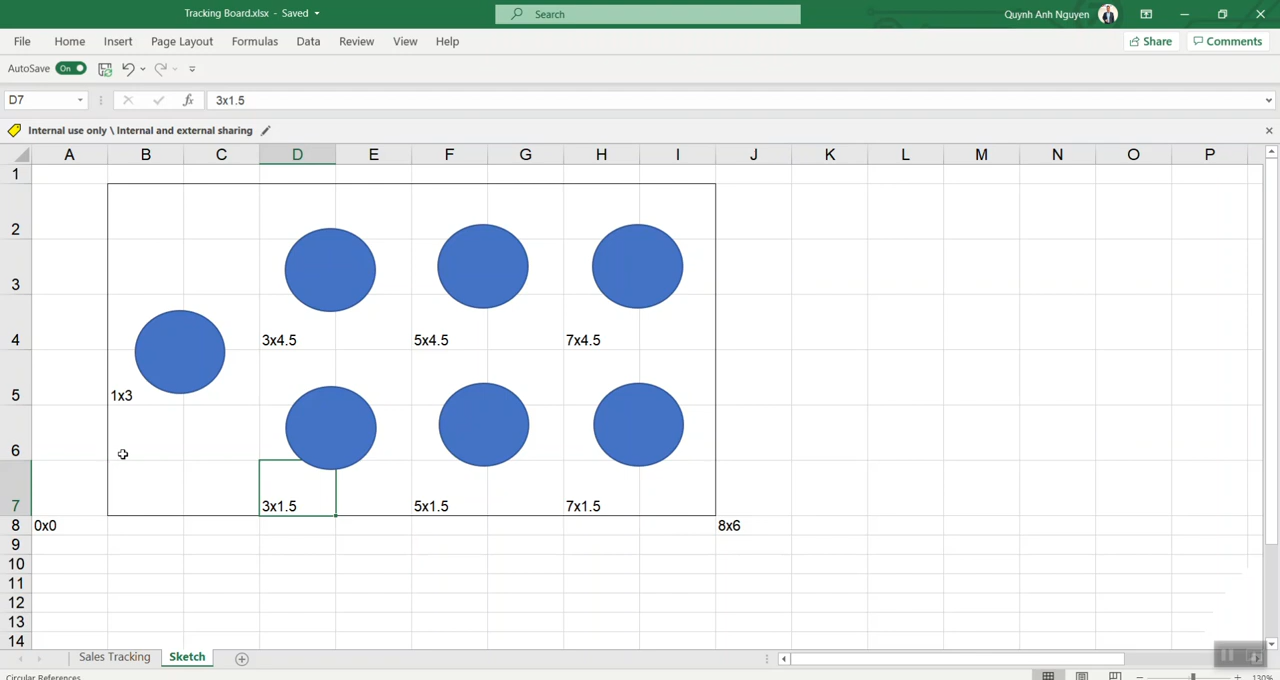 Tracking Board.xlsx - Saved
Search
Quynh Anh Nguyen
File Home Insert Page Layout Formulas Data Review View Help
Share Comments
AutoSave On
D7 fx 3x1.5
Internal use only \ Internal and external sharing
A B C D E F G H I J K L M N O P
1
2
3
4 3x4.5 5x4.5 7x4.5
5 1x3
6
7 3x1.5 5x1.5 7x1.5
8 0x0 8x6
9
10
11
12
13
14
Sales Tracking Sketch
Circular References 130%